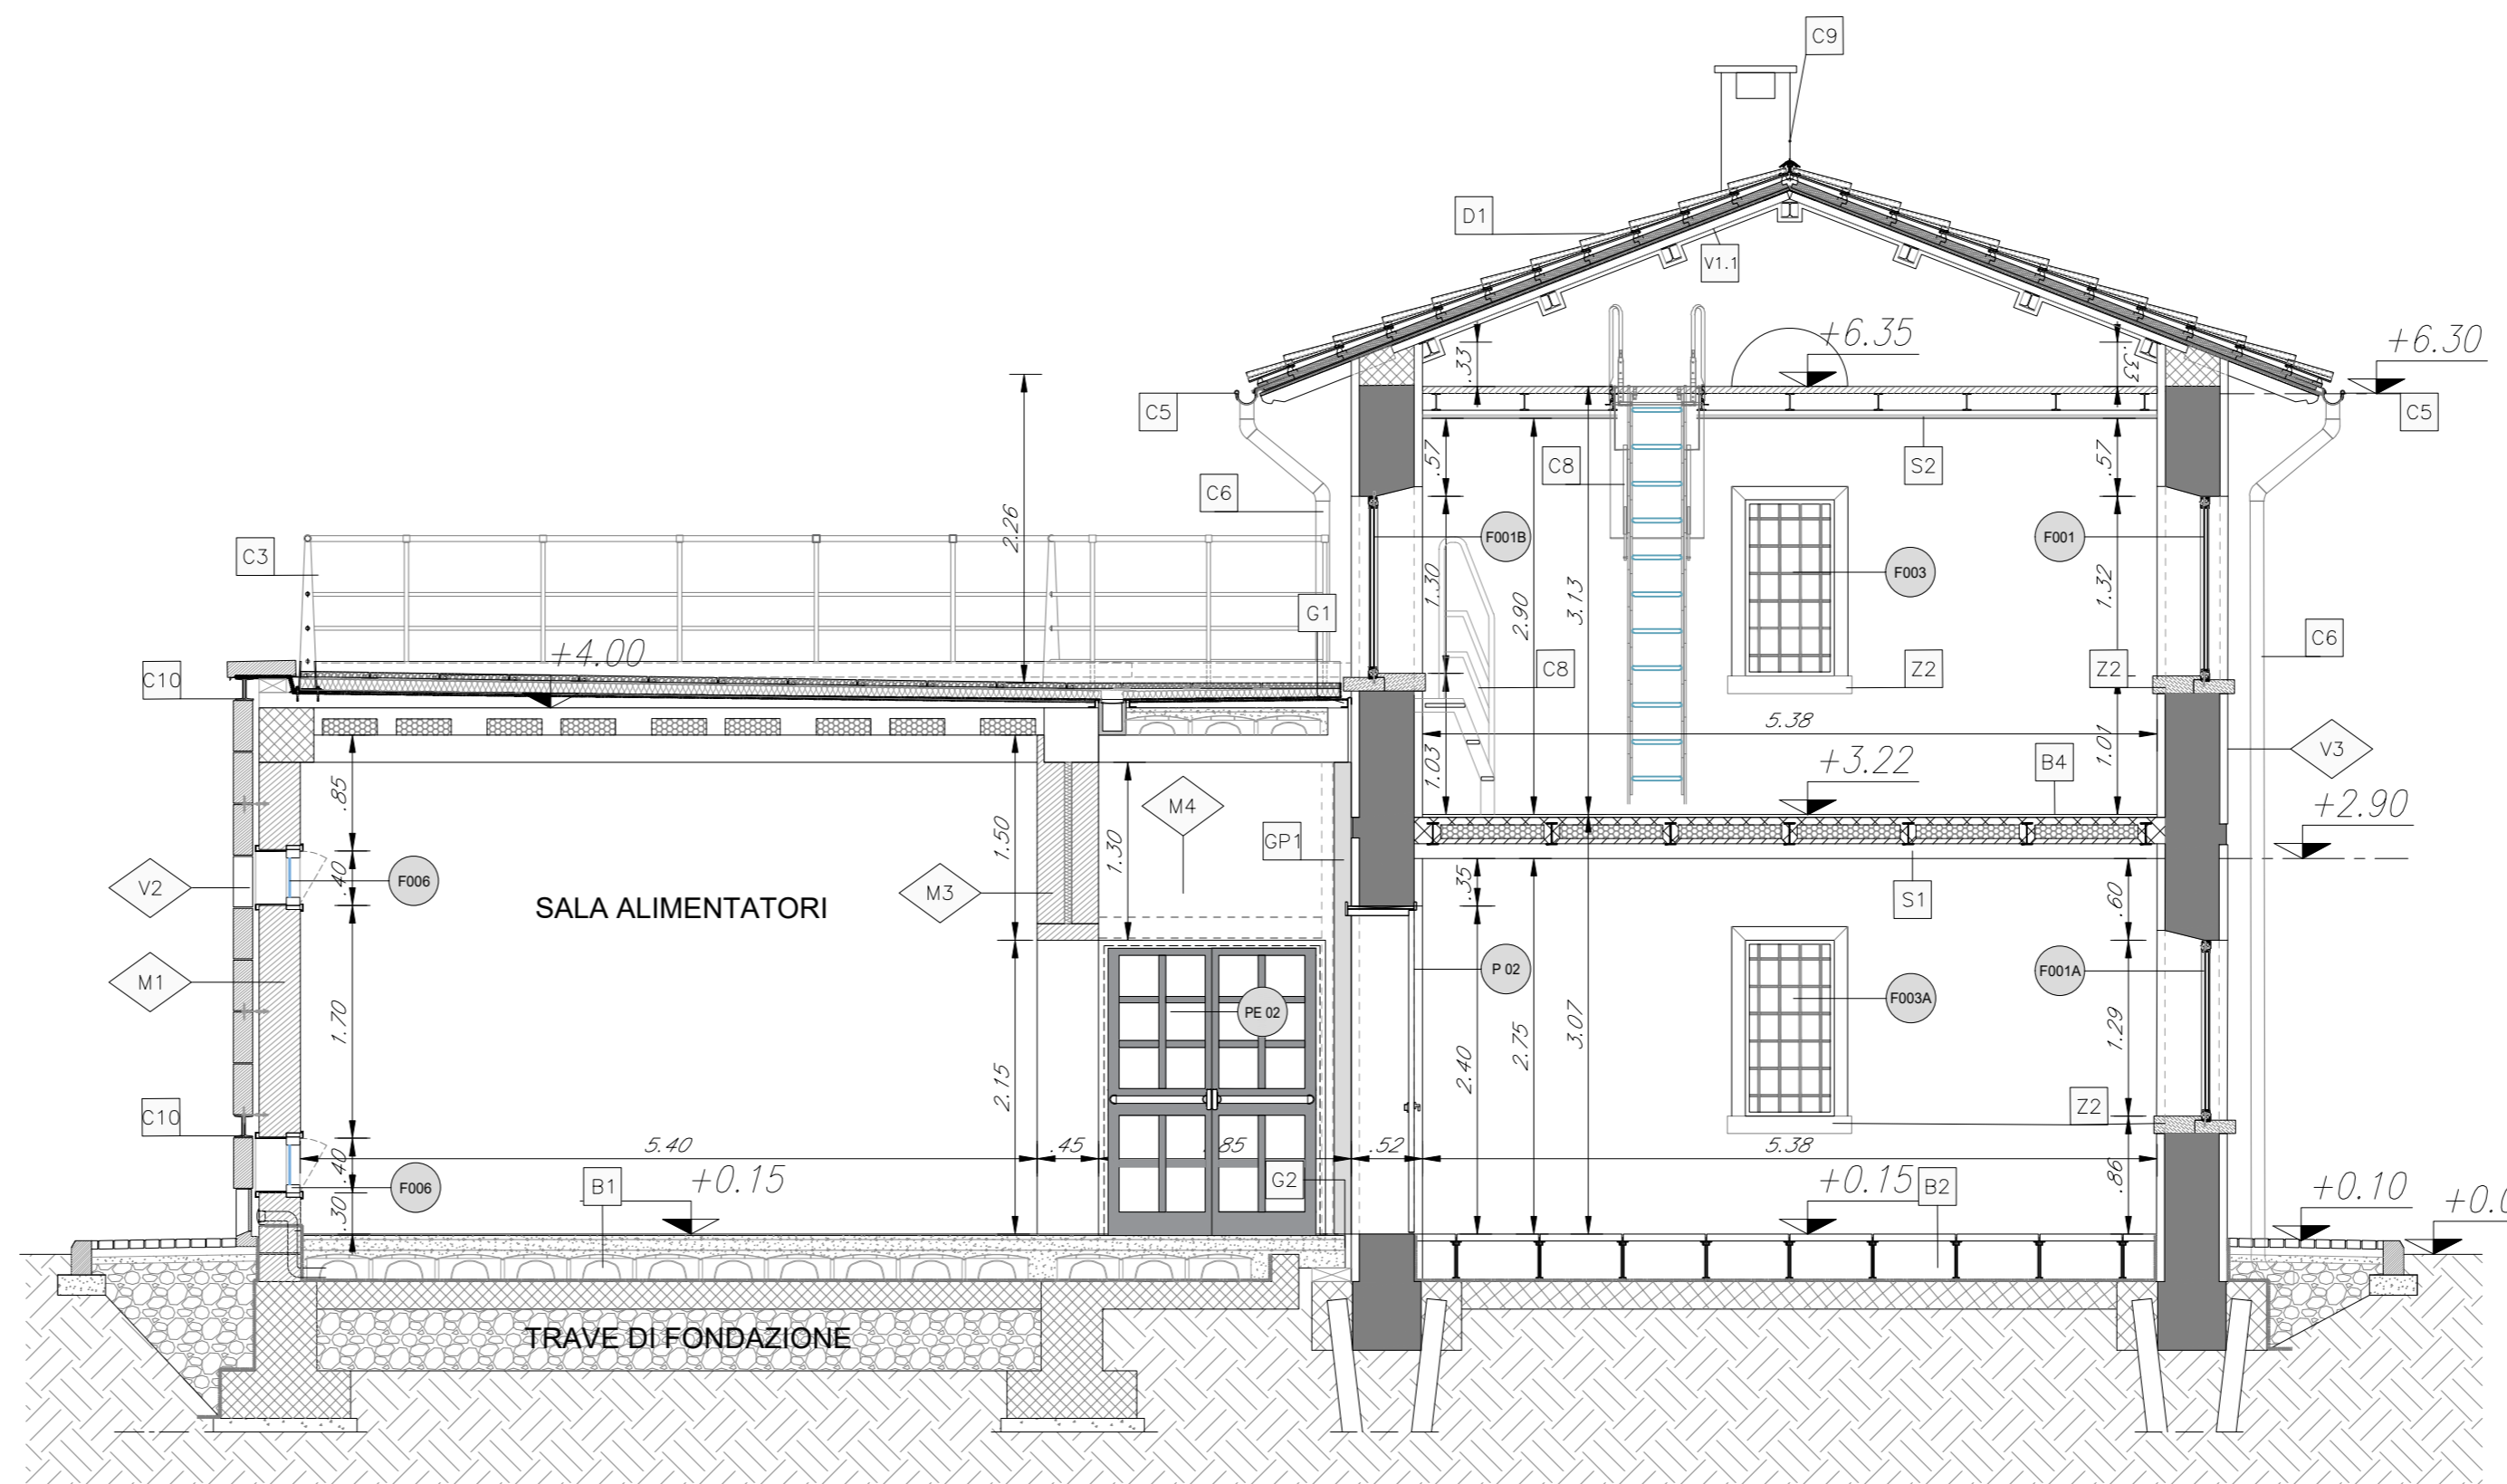 C9
D1
V1.1
+6.35
+6.30
.33
.33
C5
C5
2.26
.57
C8
S2
.57
C6
C3
F001B
F003
F001
1.30
2.90
3.13
1.32
G1
C6
+4.00
C10
C8
Z2
Z2
5.38
1.03
1.01
V3
+3.22
B4
+2.90
.85
M4
1.50
1.30
GP1
V2
.40
F006
SALA ALIMENTATORI
M3
.35
S1
.60
M1
1.70
P 02
F001A
PE 02
F003A
2.15
2.40
2.75
3.07
1.29
C10
Z2
5.40
.45
.85
.52
5.38
.40
F006
B1
+0.15
G2
+0.15
B2
.86
.30
+0.10
TRAVE DI FONDAZIONE